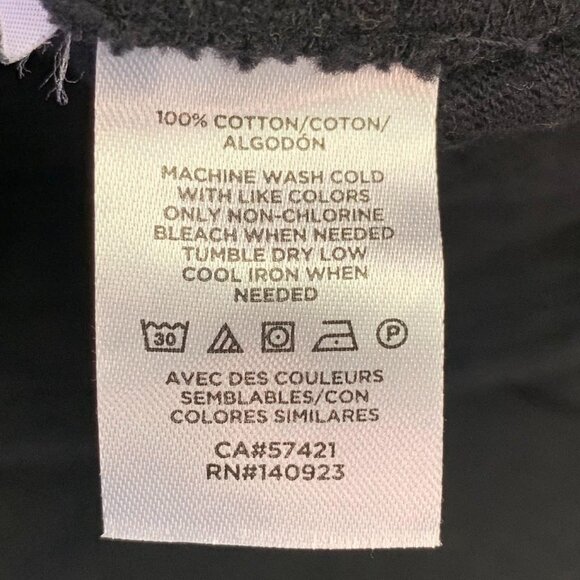 100% COTTON/COTON/
ALGODÓN
MACHINE WASH COLD
WITH LIKE COLORS
ONLY NON-CHLORINE
BLEACH WHEN NEEDED
TUMBLE DRY LOW
COOL IRON WHEN
NEEDED
30 P
AVEC DES COULEURS
SEMBLABLES/CON
COLORES SIMILARES
CA#57421
RN#140923